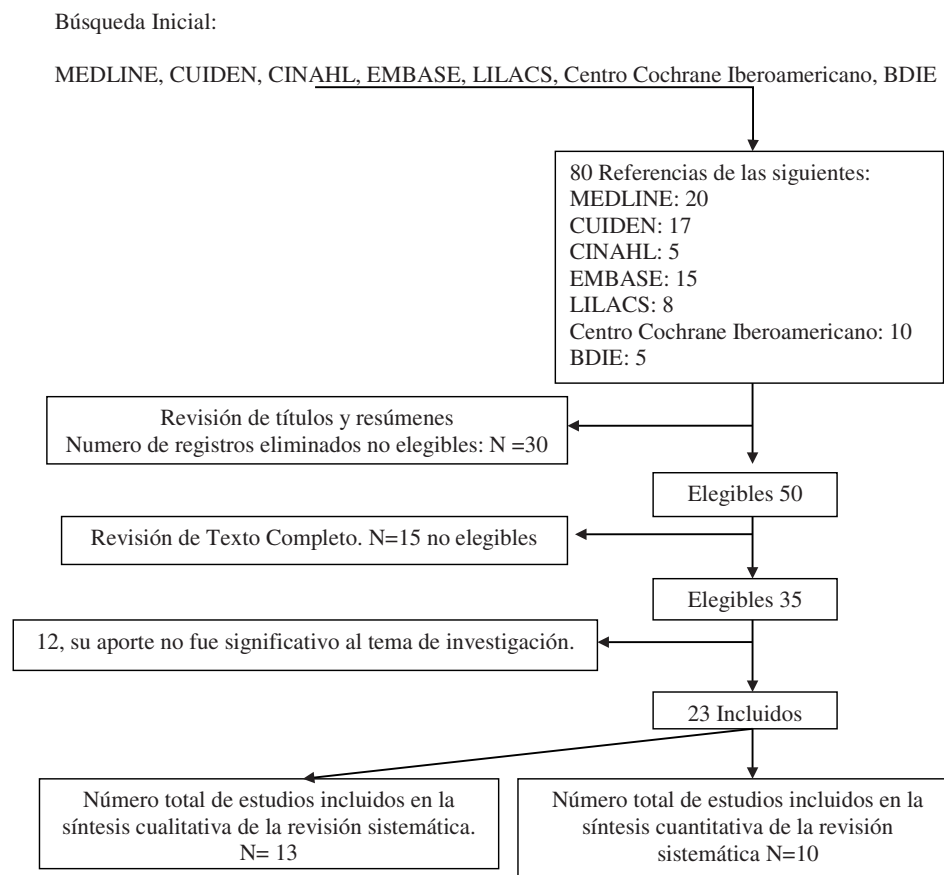 Búsqueda Inicial:
MEDLINE, CUIDEN, CINAHL, EMBASE, LILACS, Centro Cochrane Iberoamericano, BDIE
80 Referencias de las siguientes:
MEDLINE: 20
CUIDEN: 17
CINAHL: 5
EMBASE: 15
LILACS: 8
Centro Cochrane Iberoamericano: 10
BDIE: 5
Revisión de títulos y resúmenes
Numero de registros eliminados no elegibles: N =30
Elegibles 50
Revisión de Texto Completo. N=15 no elegibles
Elegibles 35
12, su aporte no fue significativo al tema de investigación.
23 Incluidos
Número total de estudios incluidos en la
síntesis cualitativa de la revisión sistemática.
N= 13
Número total de estudios incluidos en la
síntesis cuantitativa de la revisión
sistemática N=10